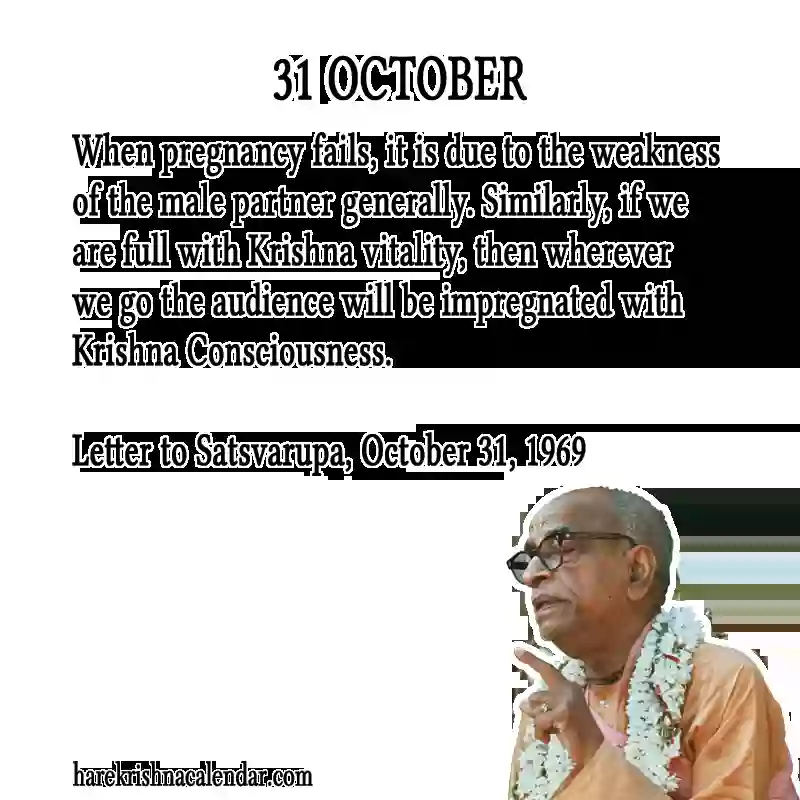 31 OCTOBER
When pregnancy fails, it is due to the weakness
of the male partner generally. Similarly, if we
are full with Krishna vitality, then wherever
we go the audience will be impregnated with
Krishna Consciousness.
Letter to Satsvarupa, October 31, 1969
harekrishnacalendar.com